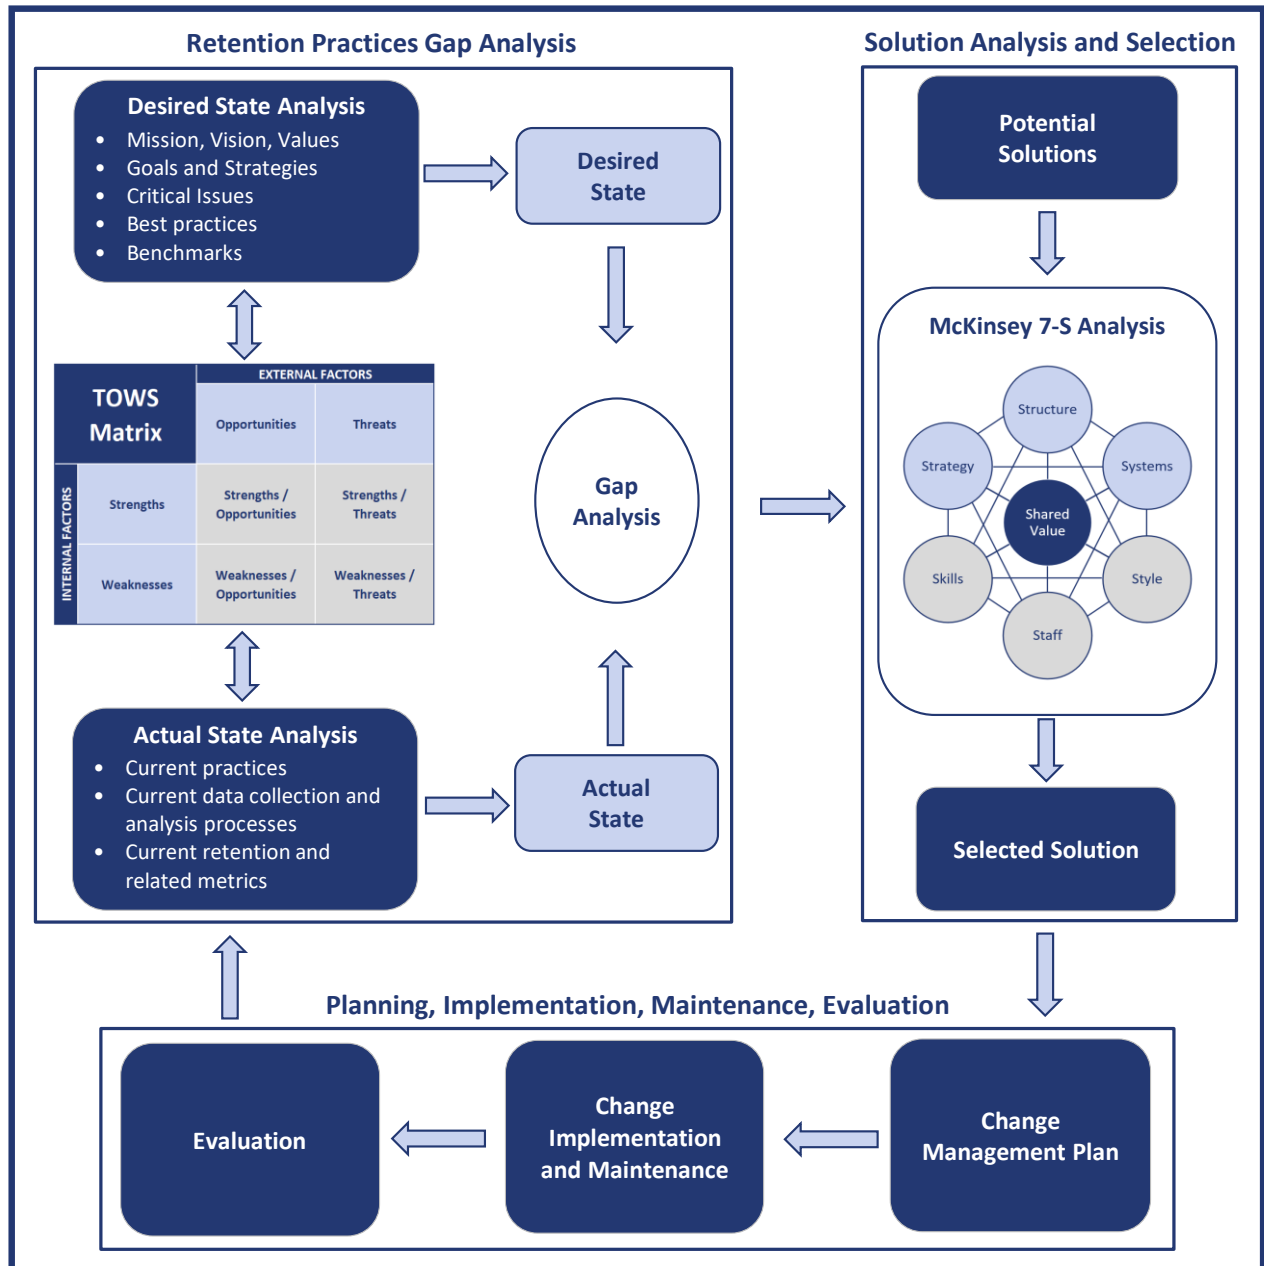 Retention Practices Gap Analysis
Desired State Analysis
• Mission, Vision, Values
• Goals and Strategies
• Critical Issues
• Best practices
• Benchmarks
Desired
State
TOWS
Matrix
EXTERNAL FACTORS
Opportunities
Threats
INTERNAL FACTORS
Strengths
Strengths /
Opportunities
Strengths /
Threats
Weaknesses
Weaknesses /
Opportunities
Weaknesses /
Threats
Gap
Analysis
Actual State Analysis
• Current practices
• Current data collection and
analysis processes
• Current retention and
related metrics
Actual
State
Solution Analysis and Selection
Potential
Solutions
McKinsey 7-S Analysis
Structure
Strategy
Systems
Shared
Value
Skills
Style
Staff
Selected Solution
Planning, Implementation, Maintenance, Evaluation
Evaluation
Change
Implementation
and Maintenance
Change
Management Plan